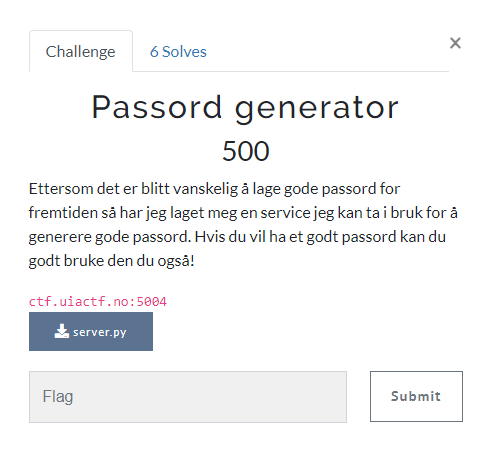 Challenge
6 Solves
×
Passord generator
500
Ettersom det er blitt vanskelig å lage gode passord for
fremtiden så har jeg laget meg en service jeg kan ta i bruk for å
generere gode passord. Hvis du vil ha et godt passord kan du
godt bruke den du også!
ctf.uiactf.no:5004
server.py
Flag
Submit